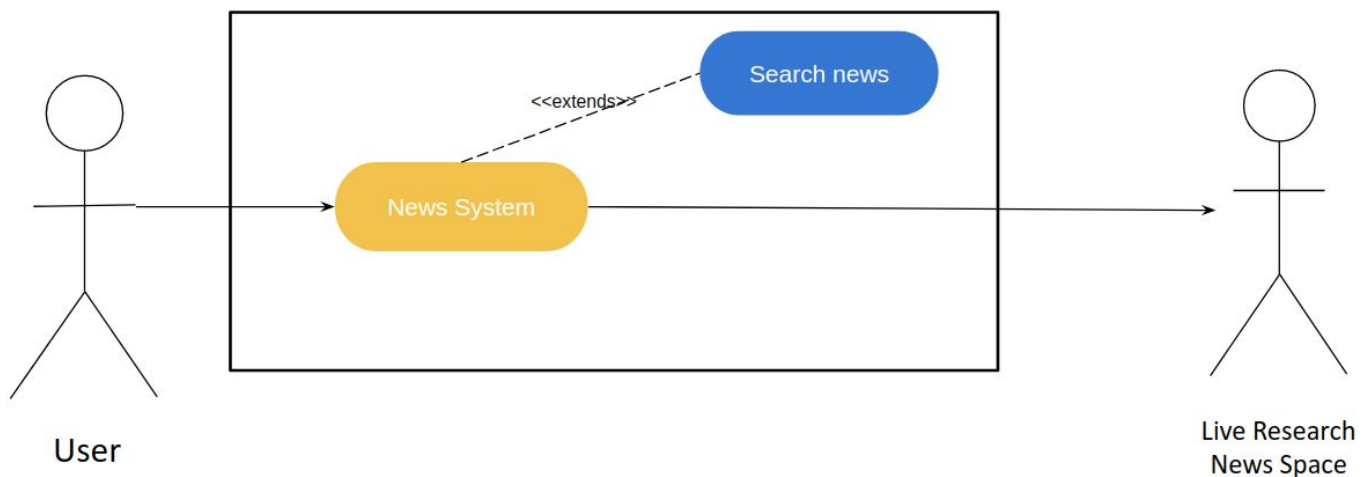 Search news
<<extends>>
News System
User
Live Research
News Space